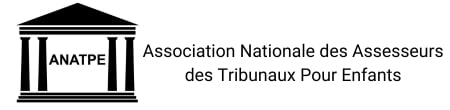 ANATPE
Association Nationale des Assesseurs
des Tribunaux Pour Enfants